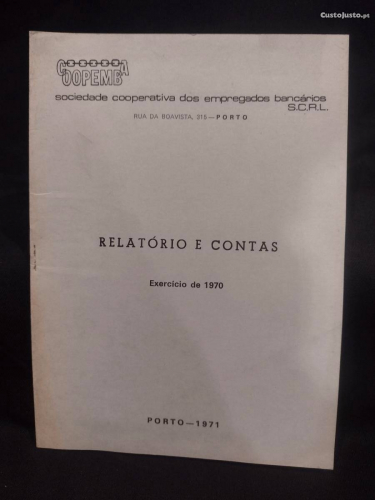 CustoJusto.pt
COOPEMBA
sociedade cooperativa dos empregados bancários
S.C.R.L.
RUA DA BOAVISTA, 315 — PORTO
RELATÓRIO E CONTAS
Exercício de 1970
PORTO — 1971